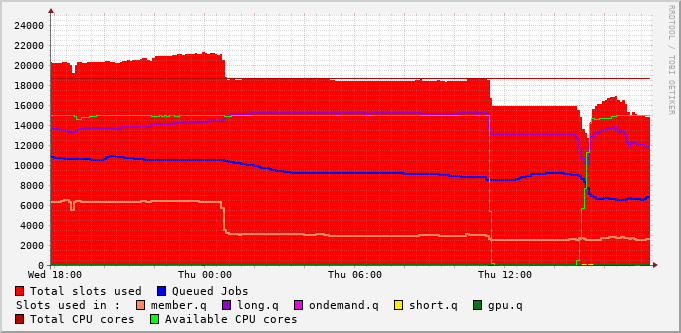 24000
22000
20000
18000
16000
14000
12000
10000
8000
6000
4000
2000
0
Wed 18:00 Thu 00:00 Thu 06:00 Thu 12:00
RRDTOOL / TOBI OETIKER
Total slots used Queued Jobs
Slots used in : member.q long.q ondemand.q short.q gpu.q
Total CPU cores Available CPU cores